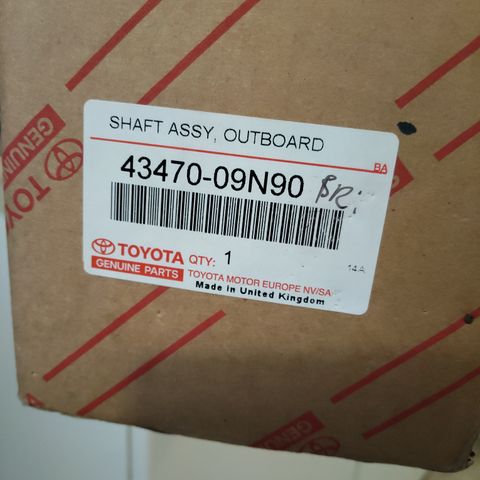 SHAFT ASSY, OUTBOARD
BA
43470-09N90
TOYOTA QTY: 1
14A
GENUINE PARTS
TOYOTA MOTOR EUROPE NV/SA
Made in United Kingdom
GENUINE
TOYOTA
GENUINE